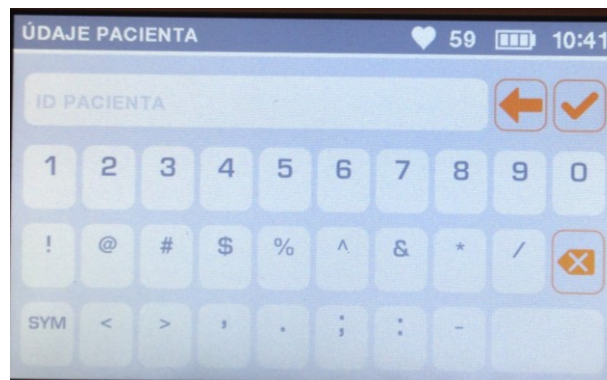 ÚDAJE PACIENTA 59 10:41
ID PACIENTA
1 2 3 4 5 6 7 8 9 0
! @ # $ % ^ & * /
SYM < > , . ; : -